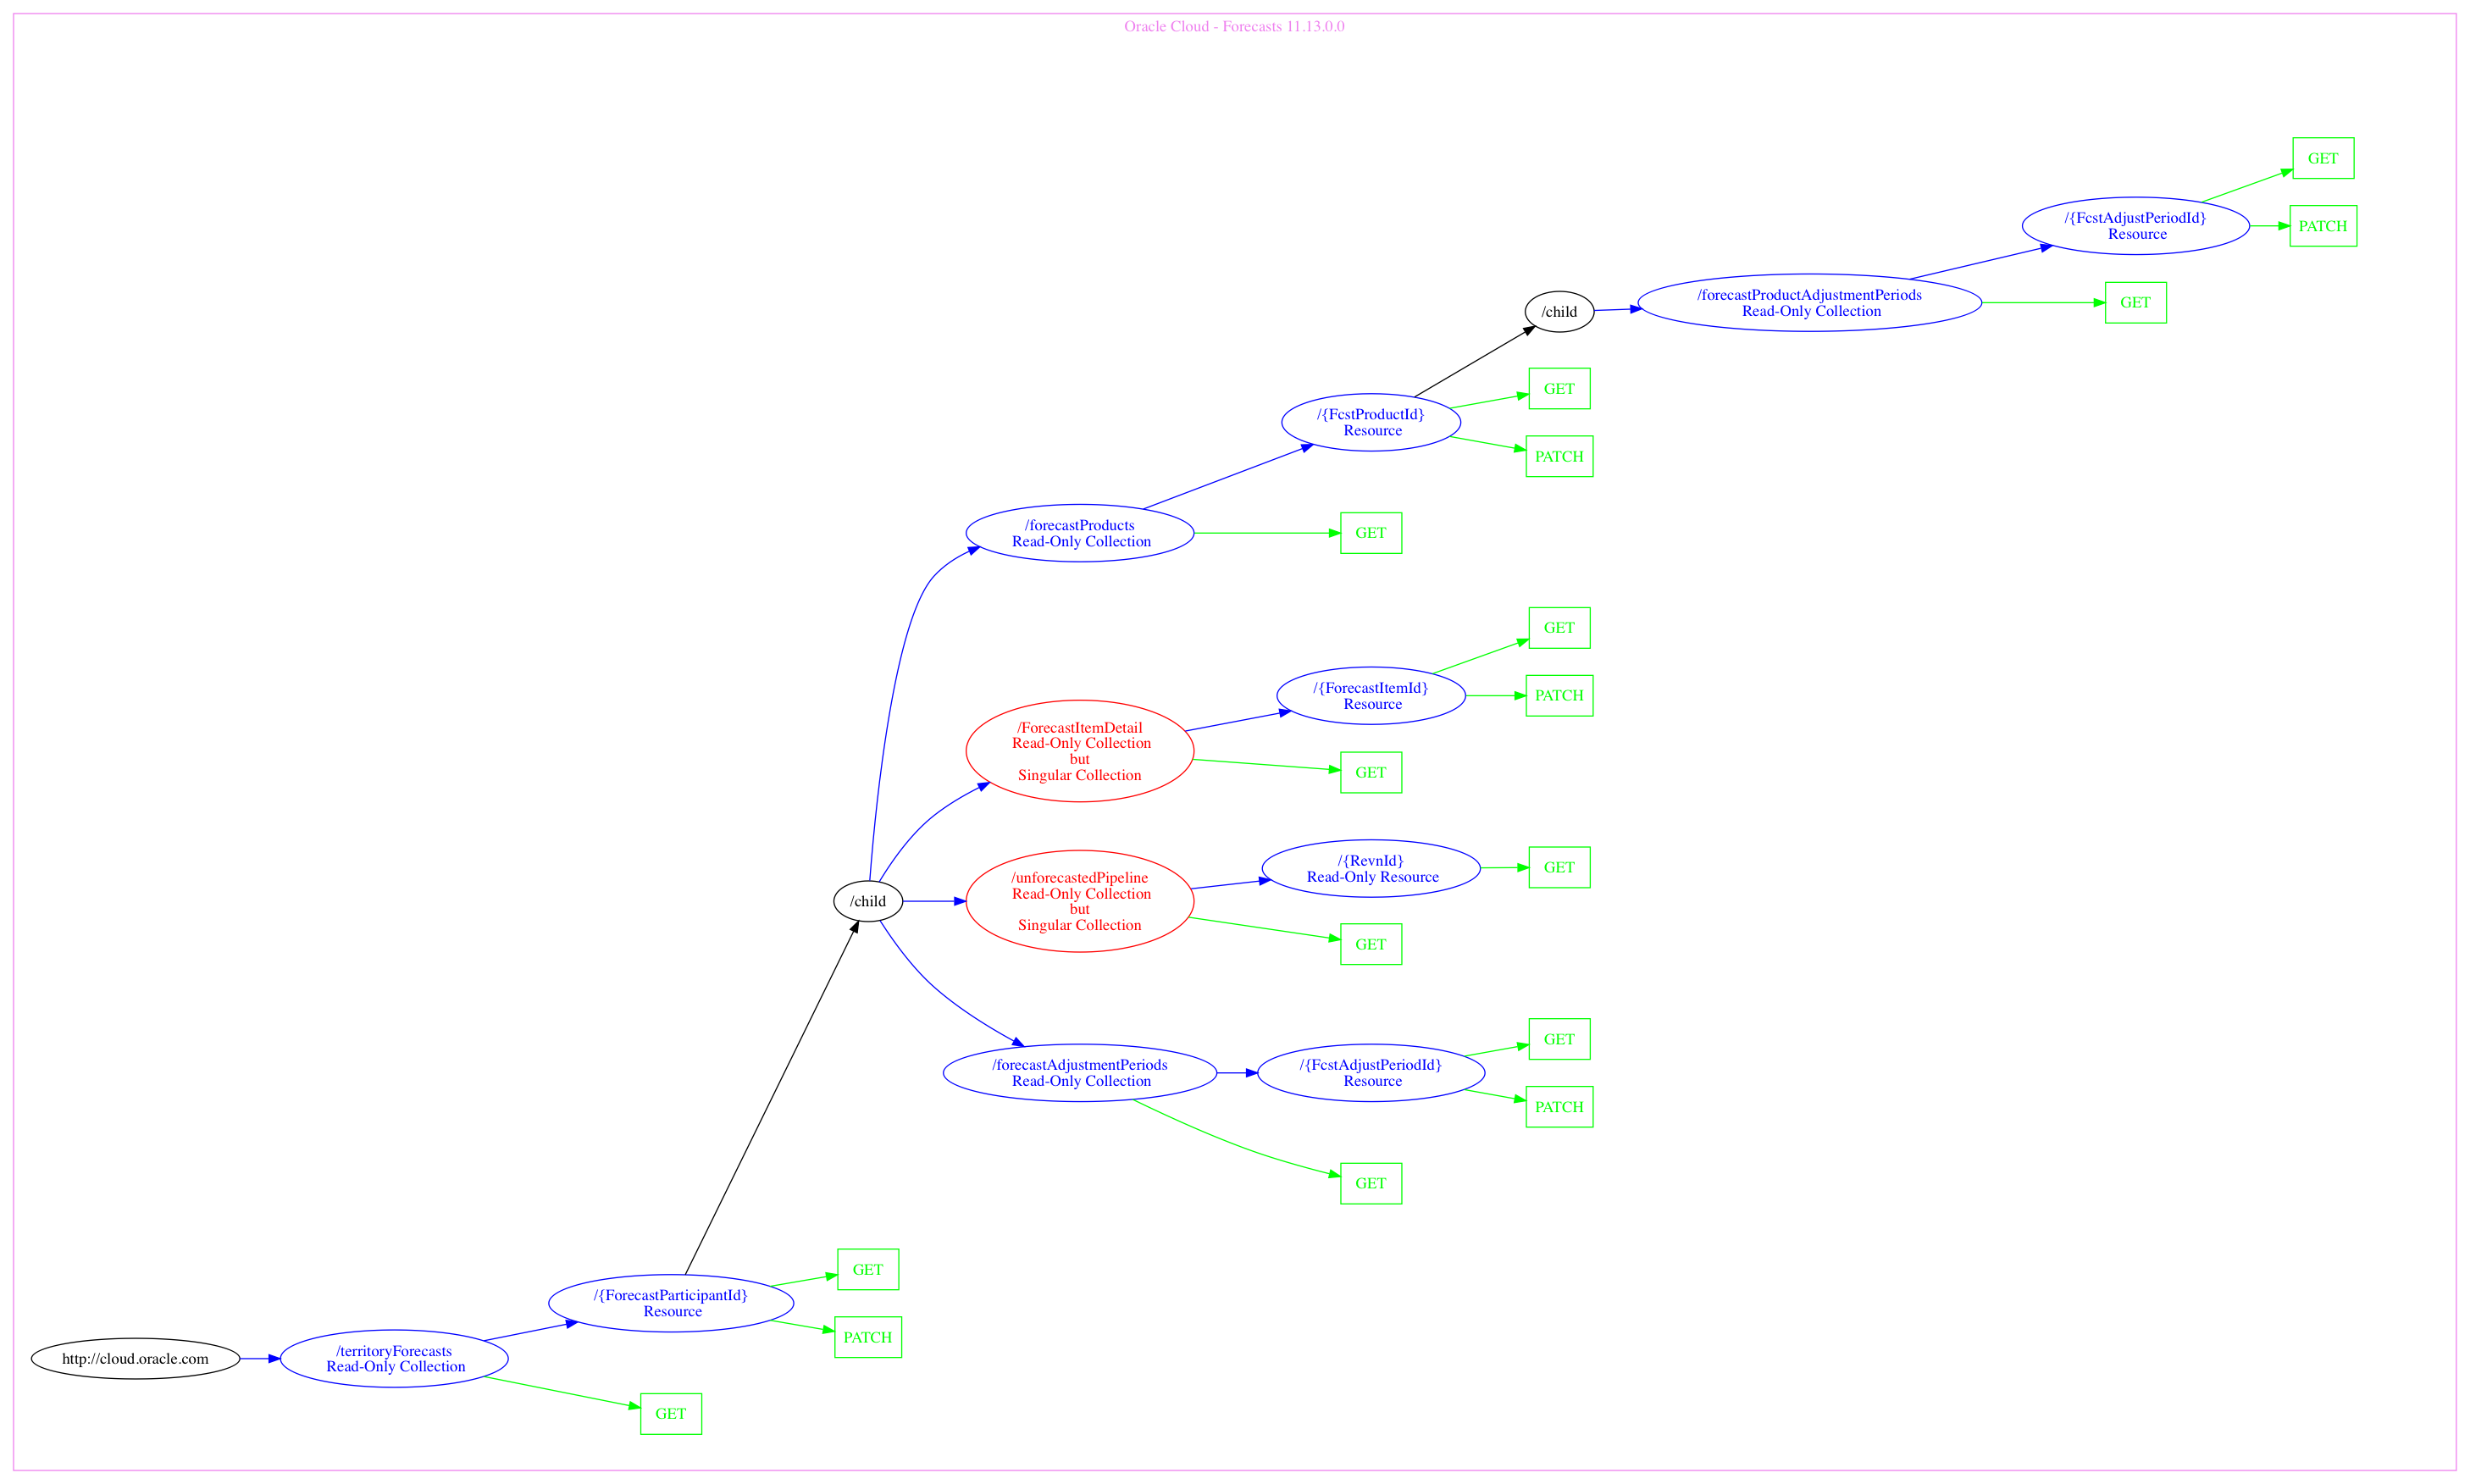 Oracle Cloud - Forecasts 11.13.0.0
GET
/{FcstAdjustPeriodId}
Resource
PATCH
/child
/forecastProductAdjustmentPeriods
Read-Only Collection
GET
/{FcstProductId}
Resource
GET
PATCH
/forecastProducts
Read-Only Collection
GET
GET
/{ForecastItemId}
Resource
PATCH
/ForecastItemDetail
Read-Only Collection
but
Singular Collection
GET
/{RevnId}
Read-Only Resource
GET
/child
/unforecastedPipeline
Read-Only Collection
but
Singular Collection
GET
GET
/forecastAdjustmentPeriods
Read-Only Collection
/{FcstAdjustPeriodId}
Resource
PATCH
GET
GET
/{ForecastParticipantId}
Resource
PATCH
http://cloud.oracle.com
/territoryForecasts
Read-Only Collection
GET